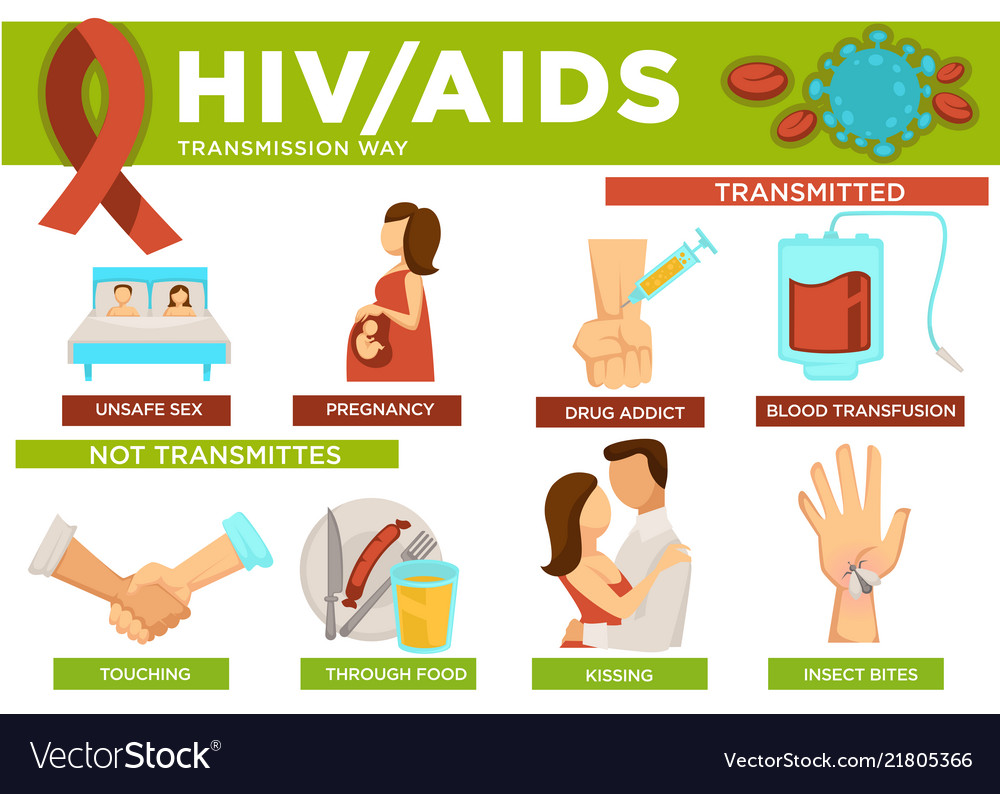 HIV/AIDS
TRANSMISSION WAY
TRANSMITTED
UNSAFE SEX
PREGNANCY
DRUG ADDICT
BLOOD TRANSFUSION
NOT TRANSMITTES
TOUCHING
THROUGH FOOD
KISSING
INSECT BITES
VectorStock®
VectorStock.com/21805366